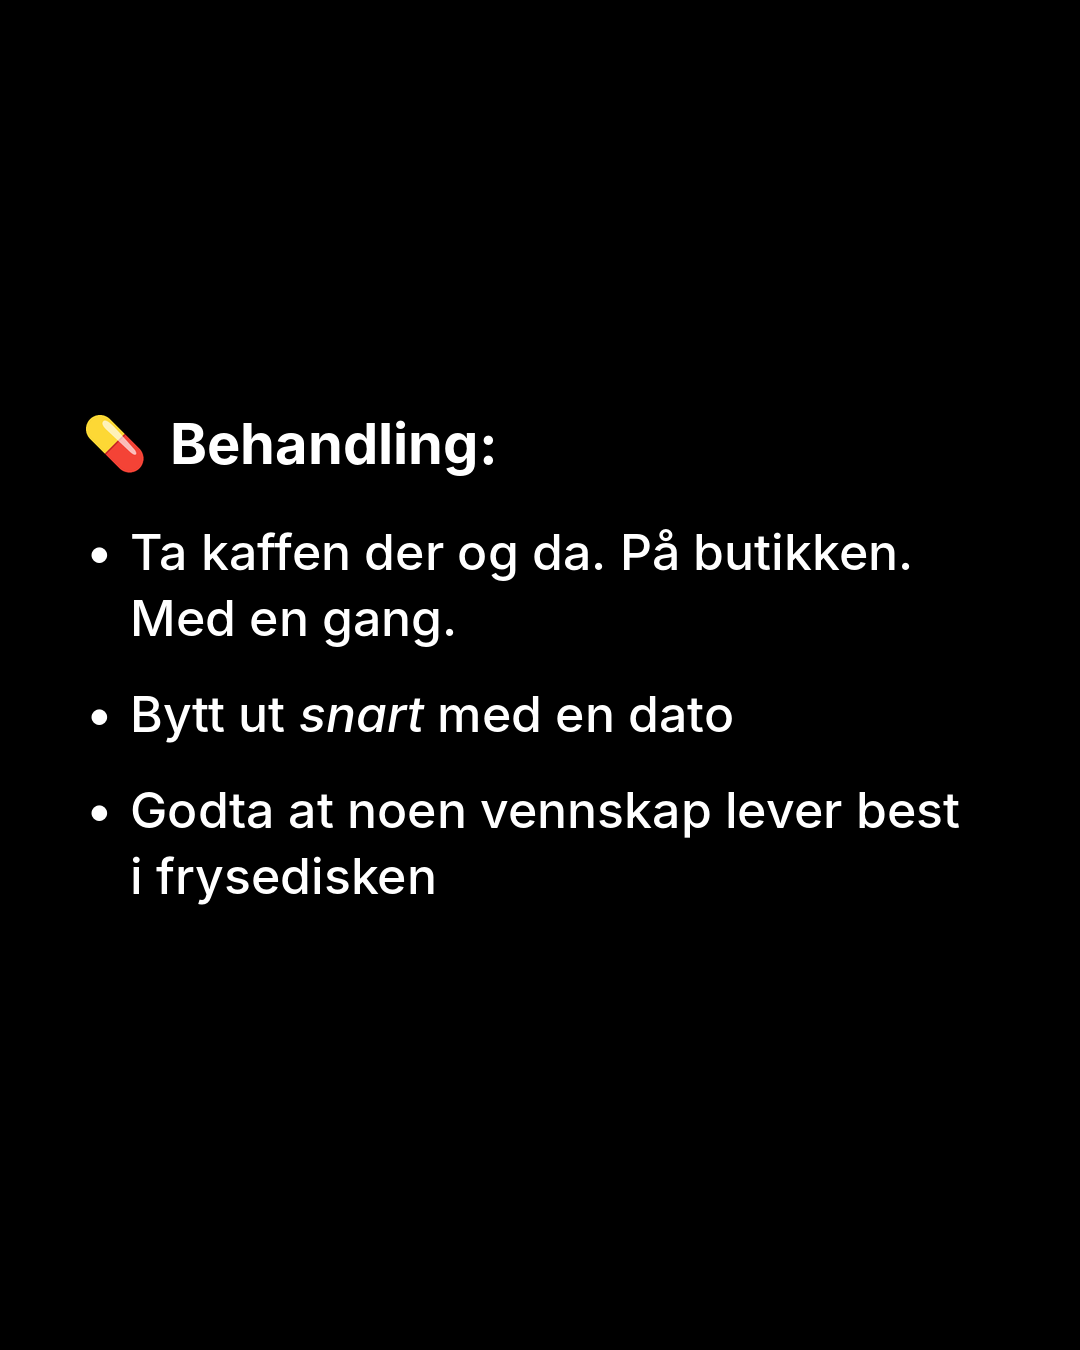 💊 Behandling:
• Ta kaffen der og da. På butikken.
Med en gang.
• Bytt ut snart med en dato
• Godta at noen vennskap lever best
i frysedisken